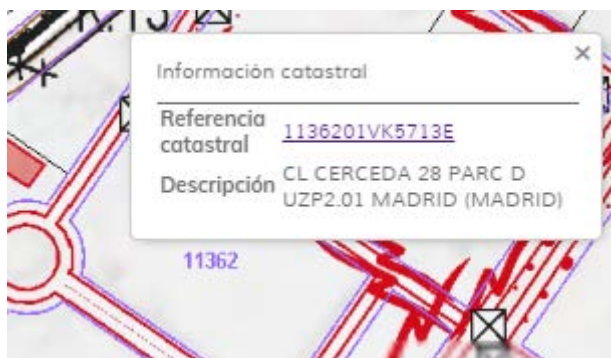 Información catastral
×
Referencia catastral
1136201VK5713E
Descripción
CL CERCEDA 28 PARC D
UZP2.01 MADRID (MADRID)
11362